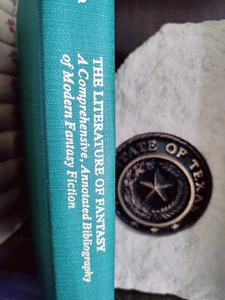 THE LITERATURE OF FANTASY
A Comprehensive, Annotated Bibliography
of Modern Fantasy Fiction
STATE OF TEXAS